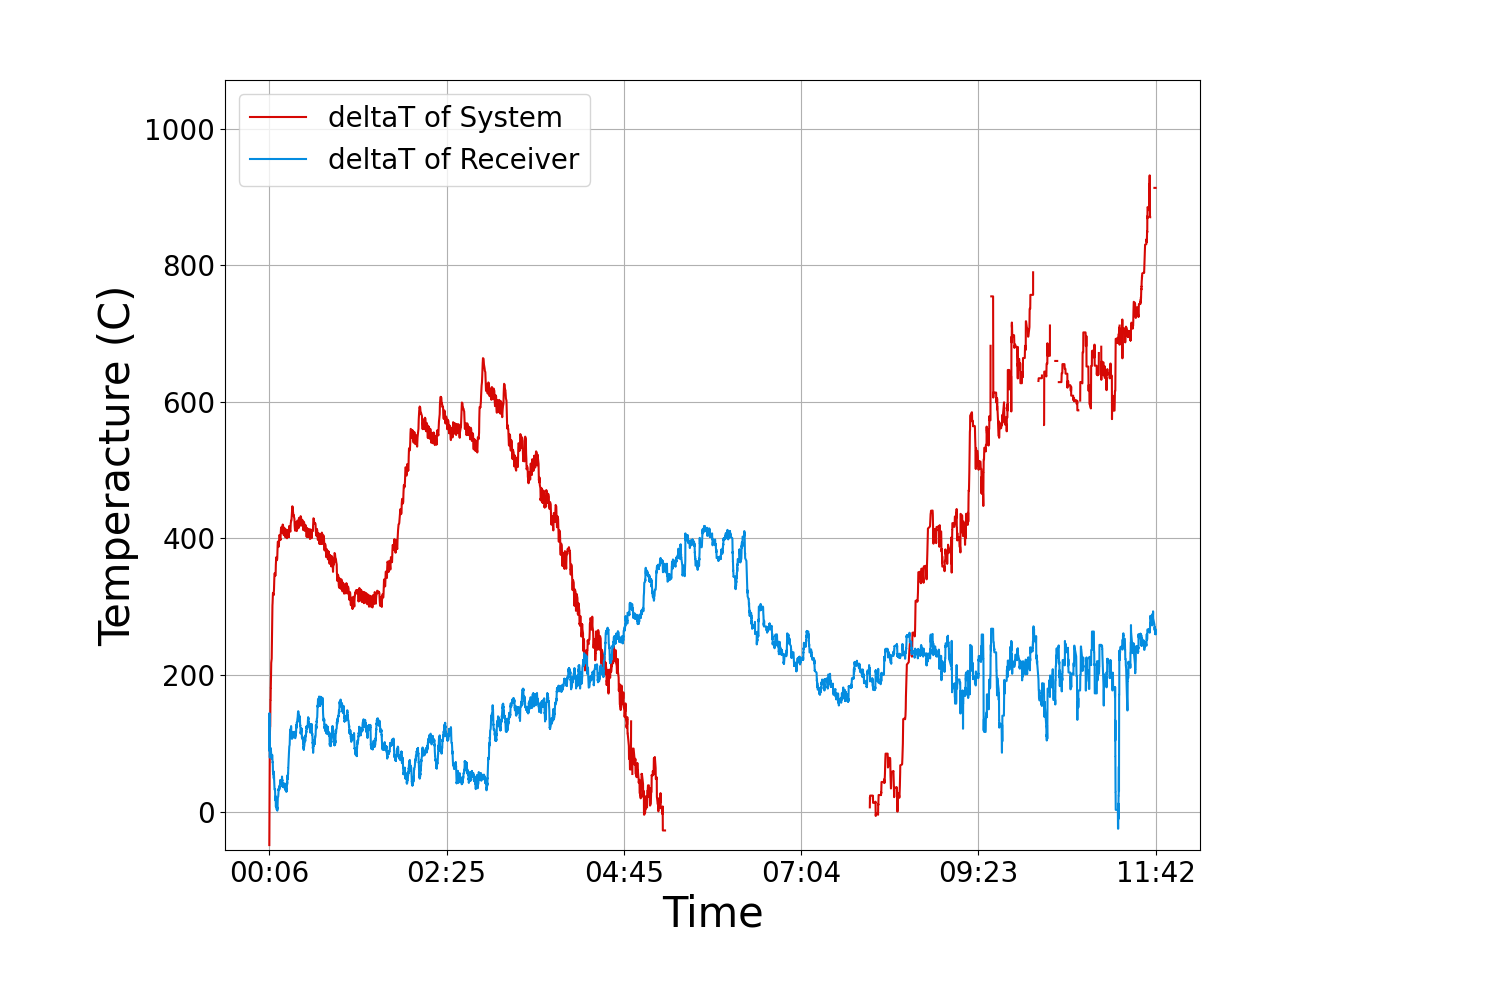 deltaT of System
deltaT of Receiver
1000
800
600
400
200
0
Temperacture (C)
00:06 02:25 04:45 07:04 09:23 11:42
Time